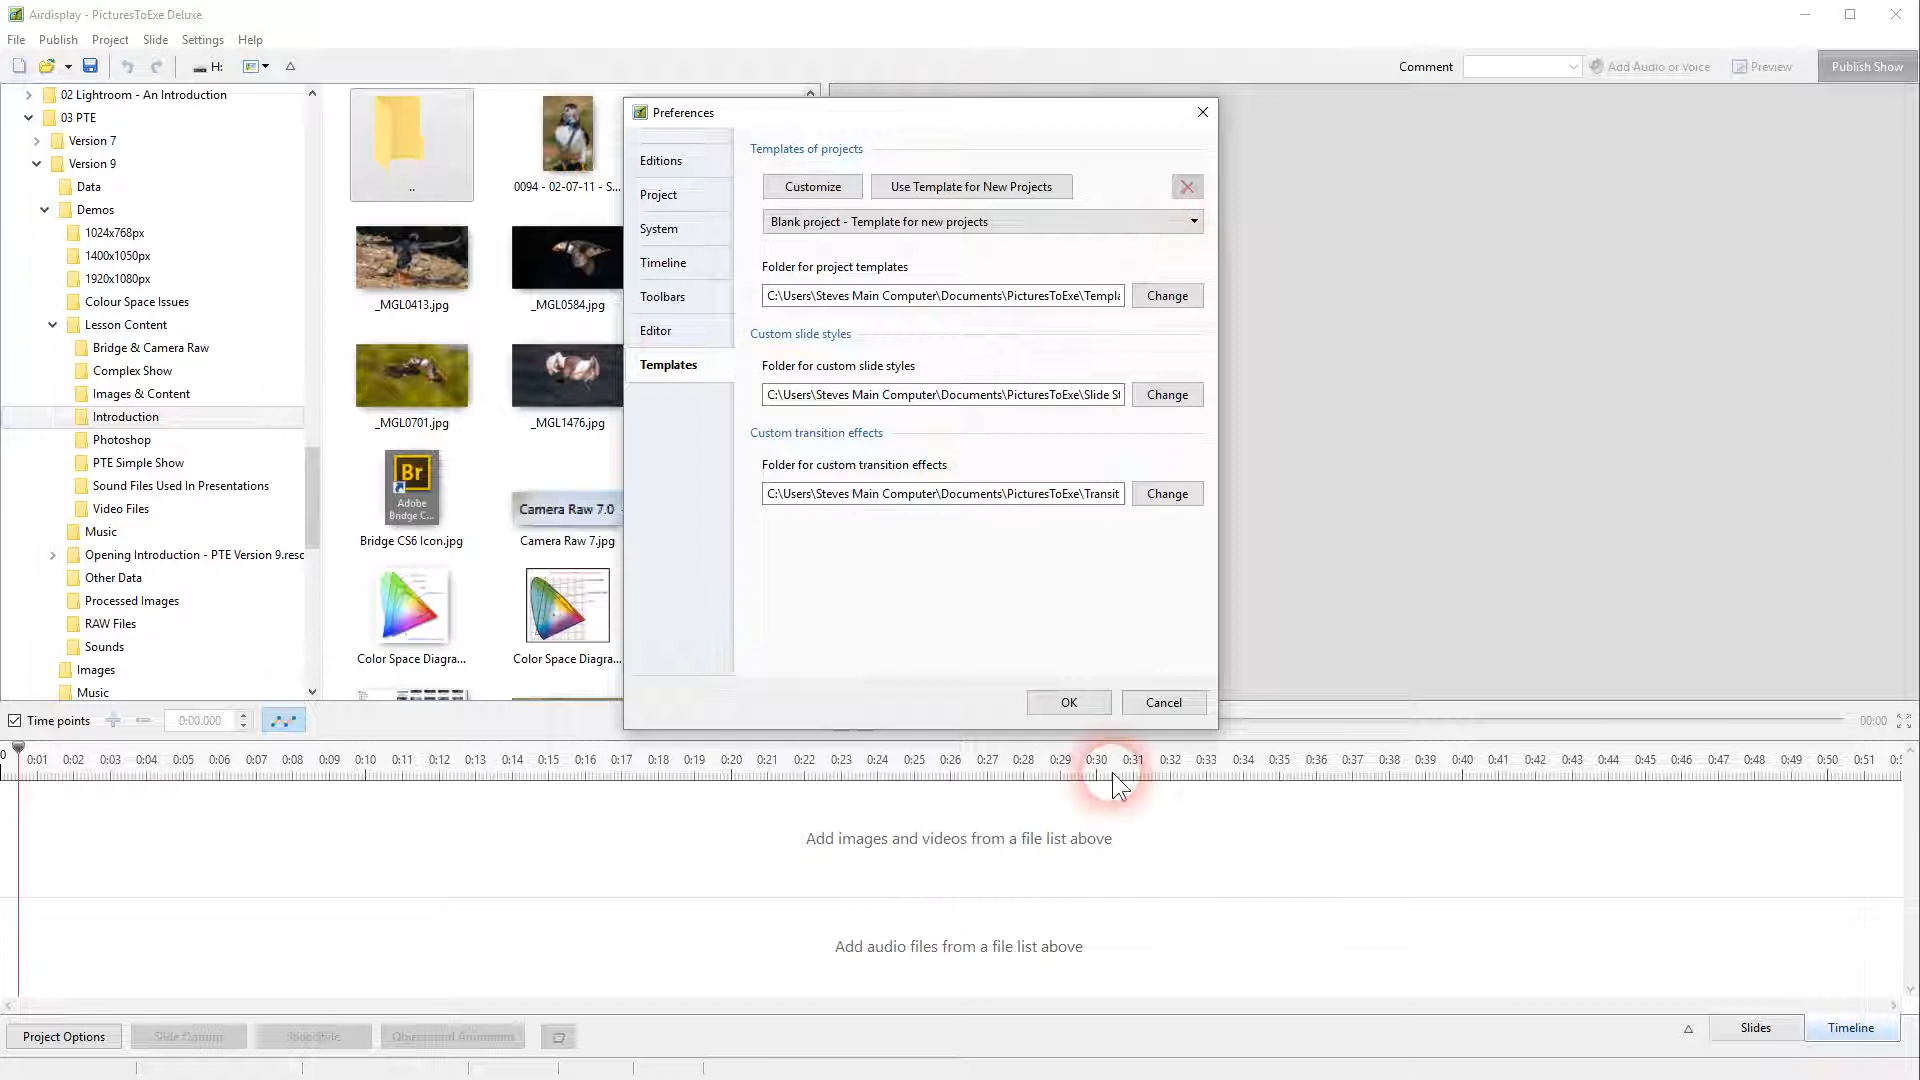 Airdisplay - PicturesToExe Deluxe
File Publish Project Slide Settings Help
H:
Comment
Add Audio or Voice
Preview
Publish Show
02 Lightroom - An Introduction
03 PTE
Version 7
Version 9
Data
Demos
1024x768px
1400x1050px
1920x1080px
Colour Space Issues
Lesson Content
Bridge & Camera Raw
Complex Show
Images & Content
Introduction
Photoshop
PTE Simple Show
Sound Files Used In Presentations
Video Files
Music
Opening Introduction - PTE Version 9.resc
Other Data
Processed Images
RAW Files
Sounds
Images
Music
..
0094 - 02-07-11 - S...
_MGL0413.jpg
_MGL0584.jpg
_MGL0701.jpg
_MGL1476.jpg
Br
Adobe
Bridge C...
Camera Raw 7.0
Bridge CS6 Icon.jpg
Camera Raw 7.jpg
Color Space Diagra...
Color Space Diagra...
Preferences
Editions
Project
System
Timeline
Toolbars
Editor
Templates
Templates of projects
Customize
Use Template for New Projects
Blank project - Template for new projects
Folder for project templates
C:\Users\Steves Main Computer\Documents\PicturesToExe\Templa
Change
Custom slide styles
Folder for custom slide styles
C:\Users\Steves Main Computer\Documents\PicturesToExe\Slide St
Change
Custom transition effects
Folder for custom transition effects
C:\Users\Steves Main Computer\Documents\PicturesToExe\Transit
Change
OK
Cancel
Time points
0:00.000
00:00
0 0:01 0:02 0:03 0:04 0:05 0:06 0:07 0:08 0:09 0:10 0:11 0:12 0:13 0:14 0:15 0:16 0:17 0:18 0:19 0:20 0:21 0:22 0:23 0:24 0:25 0:26 0:27 0:28 0:29 0:30 0:31 0:32 0:33 0:34 0:35 0:36 0:37 0:38 0:39 0:40 0:41 0:42 0:43 0:44 0:45 0:46 0:47 0:48 0:49 0:50 0:51
Add images and videos from a file list above
Add audio files from a file list above
Project Options
Slides
Timeline